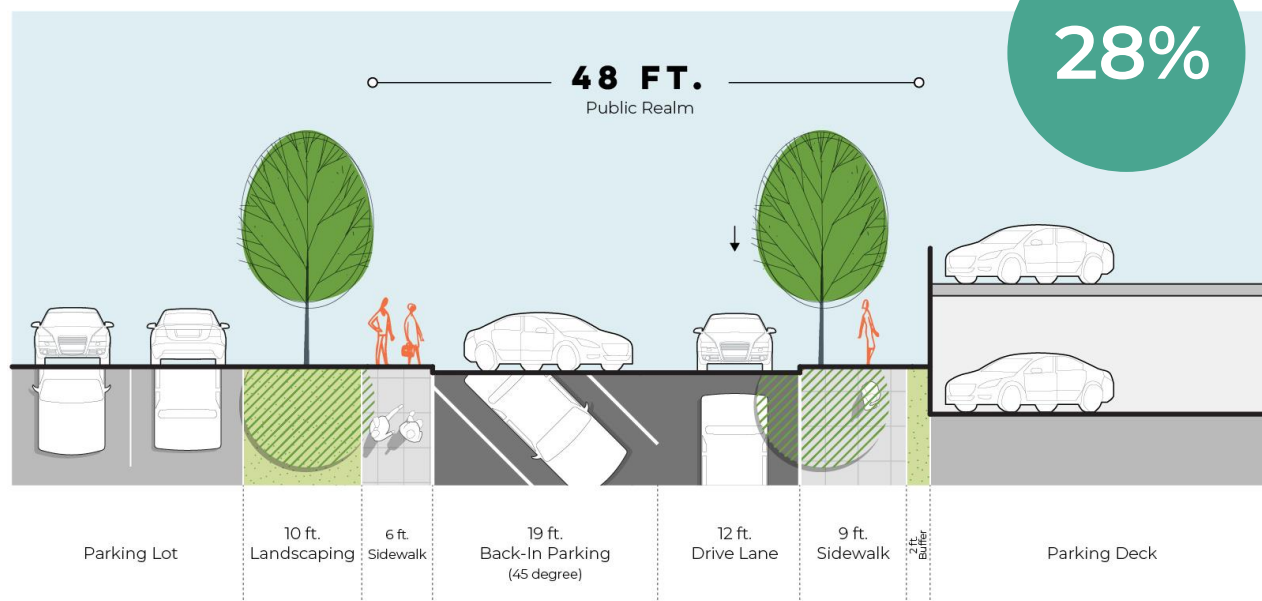 28%
48 FT.
Public Realm
Parking Lot
10 ft.
Landscaping
6 ft.
Sidewalk
19 ft.
Back-In Parking
(45 degree)
12 ft.
Drive Lane
9 ft.
Sidewalk
2 ft.
Buffer
Parking Deck